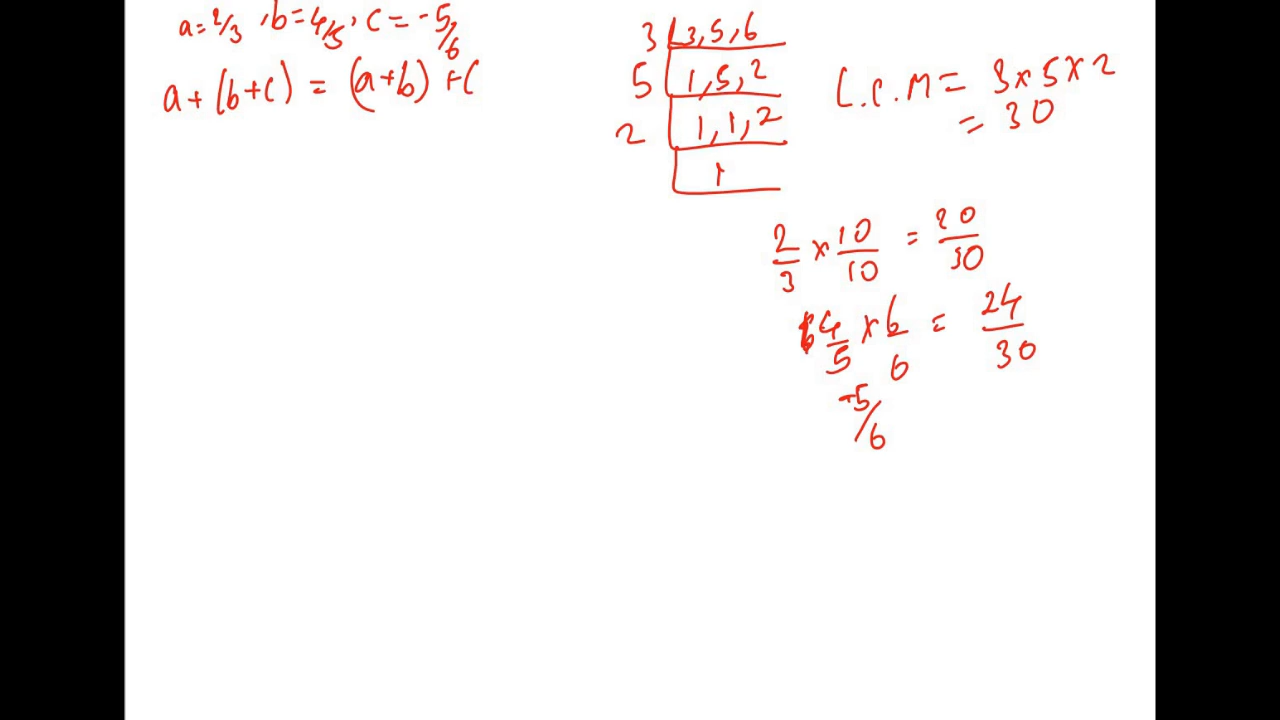 a=2/3, b=4/5, c=-5/6
a+(b+c) = (a+b)+c
3 | 3, 5, 6
5 | 1, 5, 2
2 | 1, 1, 2
1
L.C.M = 3×5×2
= 30
2/3 × 10/10 = 20/30
4/5 × 6/6 = 24/30
-5/6